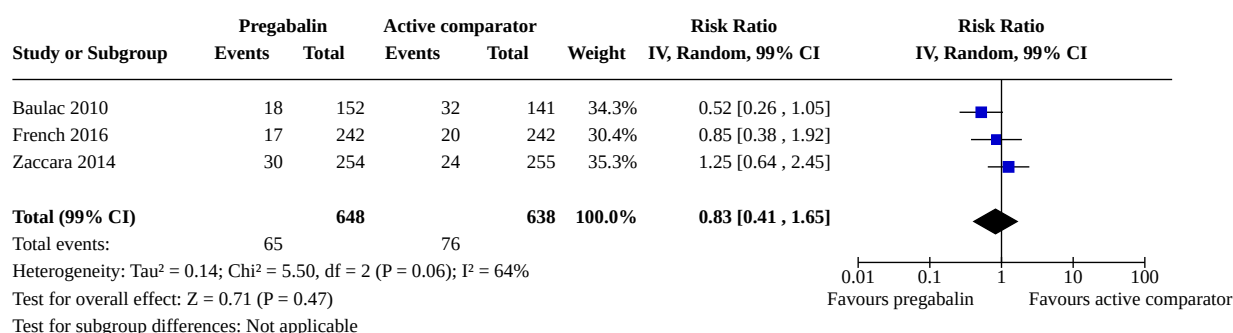 Pregabalin Active comparator Risk Ratio Risk Ratio
Study or Subgroup Events Total Events Total Weight IV, Random, 99% CI IV, Random, 99% CI
Baulac 2010 18 152 32 141 34.3% 0.52 [0.26 , 1.05]
French 2016 17 242 20 242 30.4% 0.85 [0.38 , 1.92]
Zaccara 2014 30 254 24 255 35.3% 1.25 [0.64 , 2.45]
Total (99% CI) 648 638 100.0% 0.83 [0.41 , 1.65]
Total events: 65 76
Heterogeneity: Tau² = 0.14; Chi² = 5.50, df = 2 (P = 0.06); I² = 64%
0.01 0.1 1 10 100
Test for overall effect: Z = 0.71 (P = 0.47)
Favours pregabalin Favours active comparator
Test for subgroup differences: Not applicable